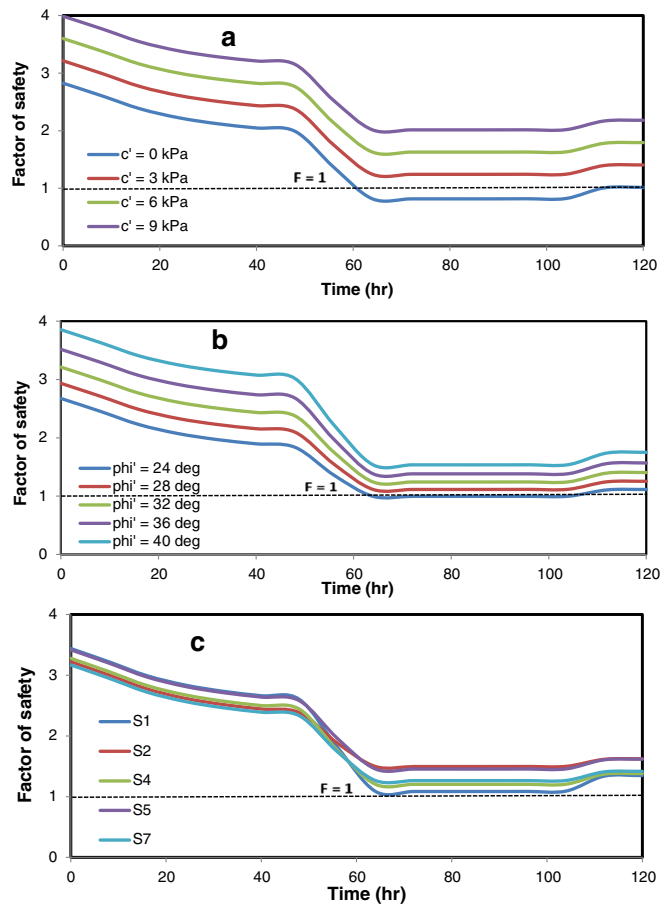 a
Factor of safety
4
3
2
1
0
c' = 0 kPa
c' = 3 kPa
c' = 6 kPa
c' = 9 kPa
F = 1
0 20 40 60 80 100 120
Time (hr)
b
Factor of safety
4
3
2
1
0
phi' = 24 deg
phi' = 28 deg
phi' = 32 deg
phi' = 36 deg
phi' = 40 deg
F = 1
0 20 40 60 80 100 120
Time (hr)
c
Factor of safety
4
3
2
1
0
S1
S2
S4
S5
S7
F = 1
0 20 40 60 80 100 120
Time (hr)